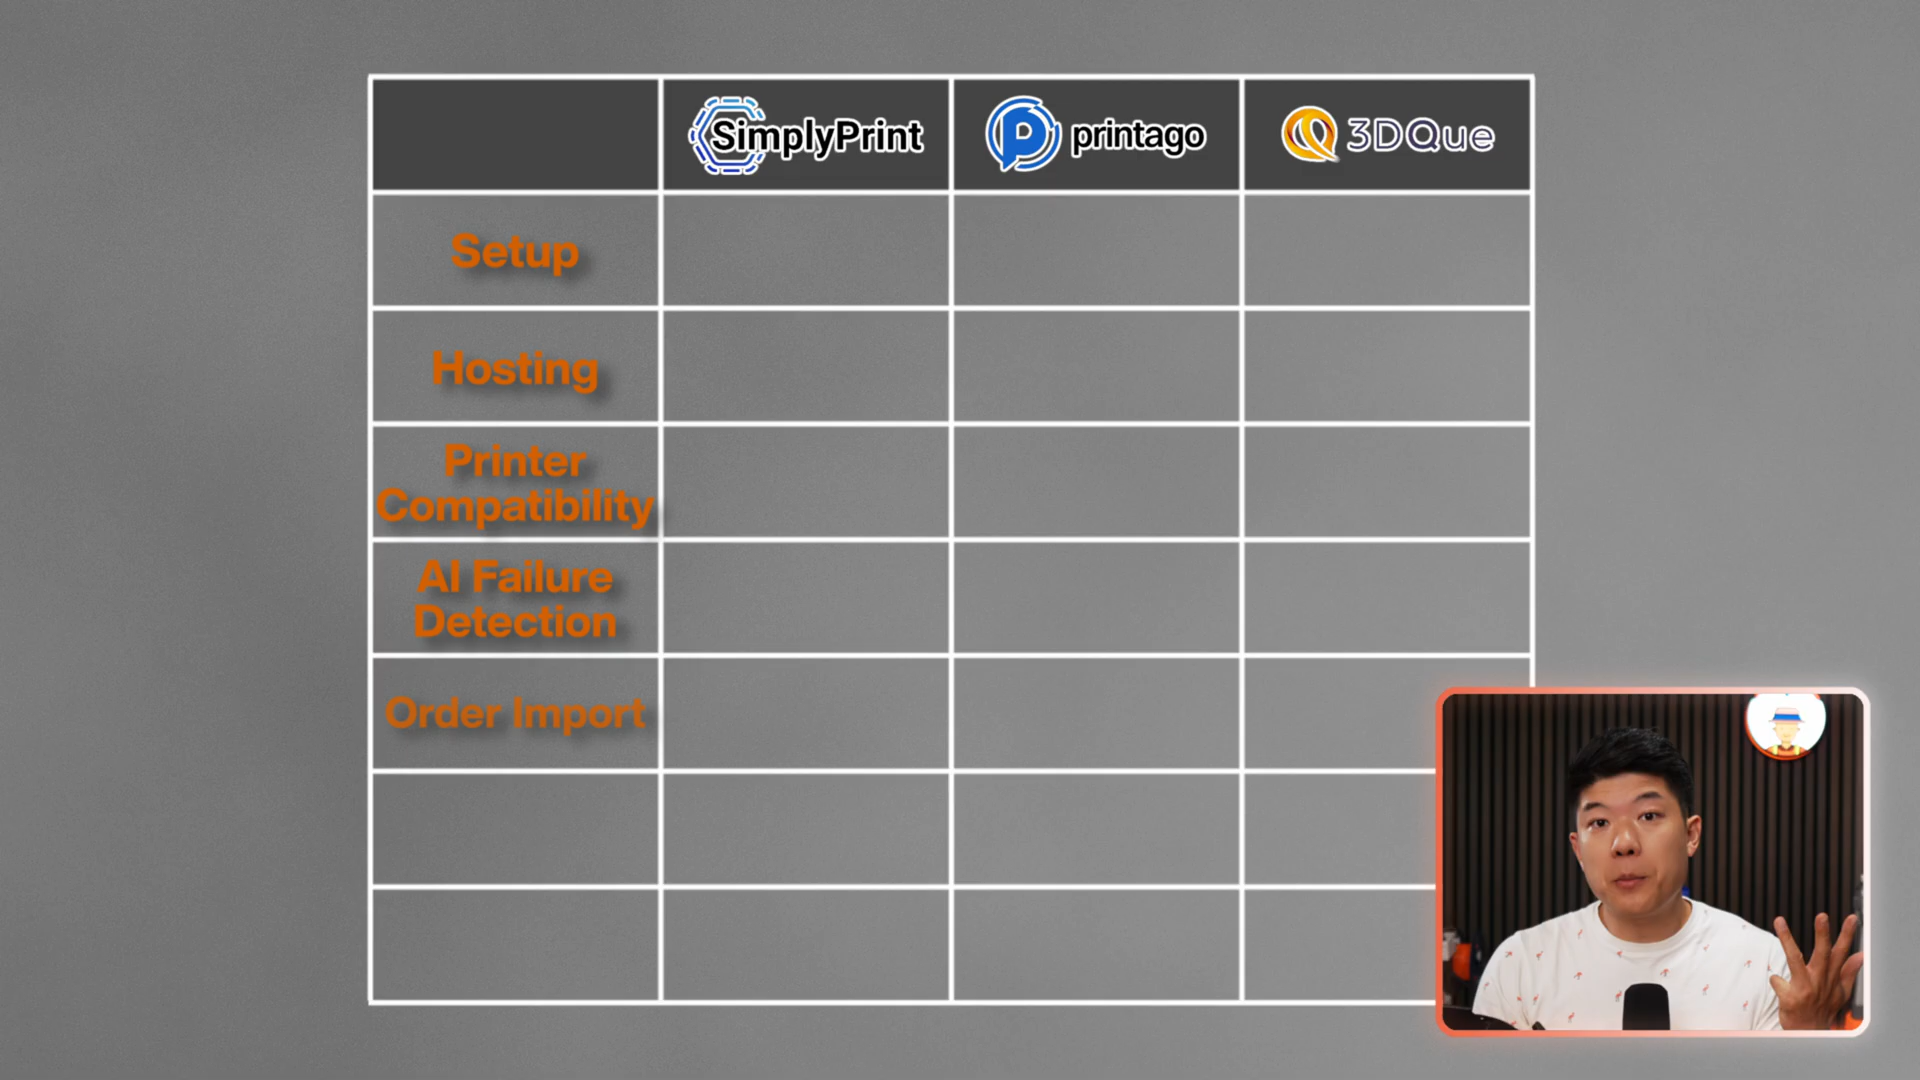 SimplyPrint
printago
3DQue
Setup
Hosting
Printer
Compatibility
AI Failure
Detection
Order Import